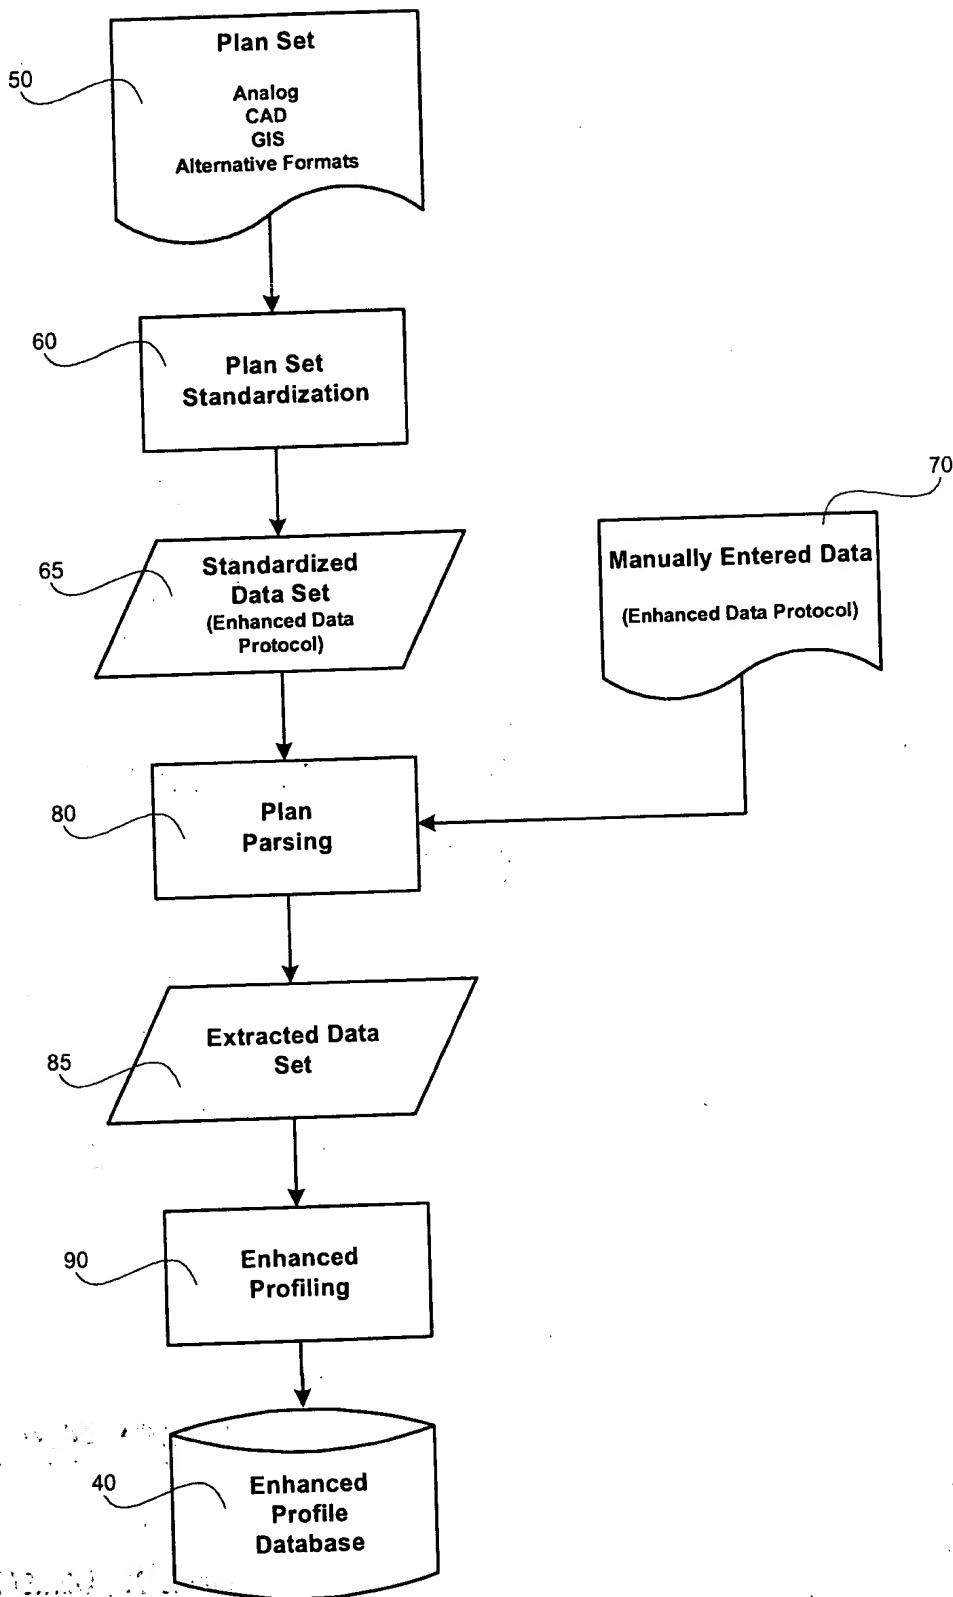 Plan Set
50
Analog
CAD
GIS
Alternative Formats
60
Plan Set
Standardization
70
65
Standardized
Data Set
(Enhanced Data
Protocol)
Manually Entered Data
(Enhanced Data Protocol)
80
Plan
Parsing
85
Extracted Data
Set
90
Enhanced
Profiling
40
Enhanced
Profile
Database